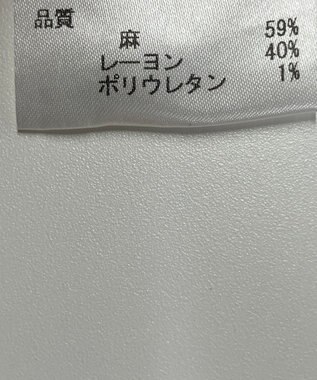 品質
麻 59%
レーヨン 40%
ポリウレタン 1%